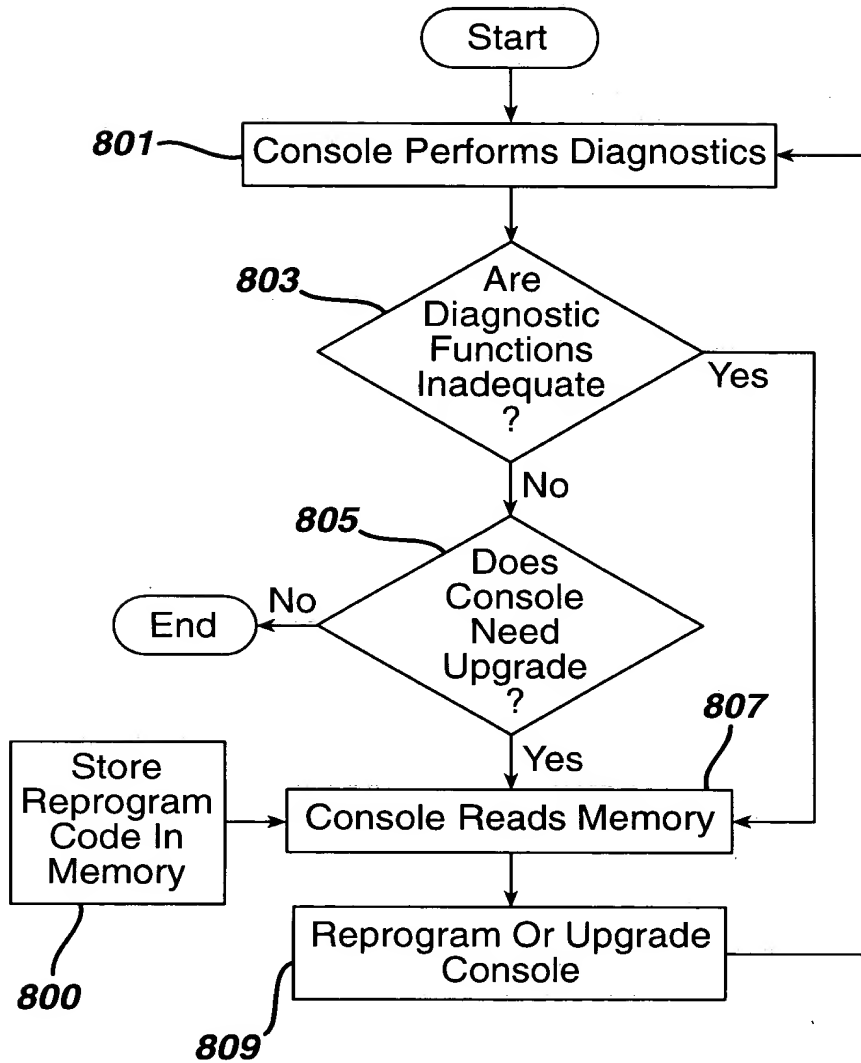 Start
801
Console Performs Diagnostics
803
Are
Diagnostic
Functions
Inadequate
?
Yes
No
805
Does
Console
Need
Upgrade
?
No
End
807
Yes
Store
Reprogram
Code In
Memory
Console Reads Memory
800
Reprogram Or Upgrade
Console
809